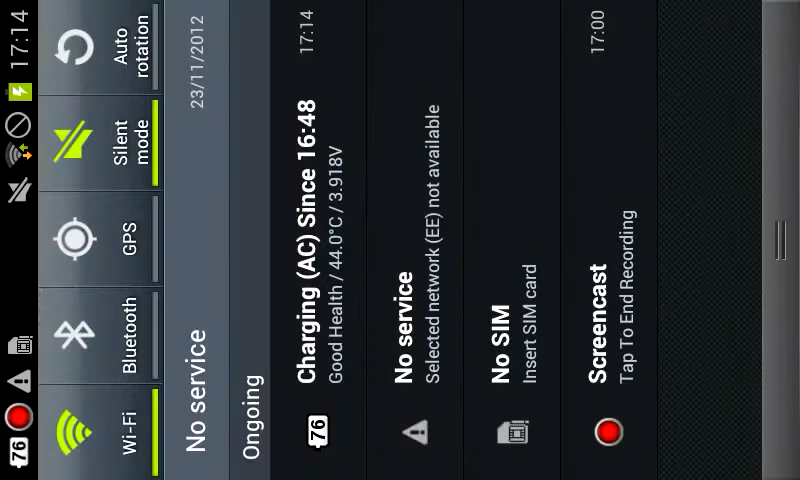 76
17:14
Wi-Fi
Bluetooth
GPS
Silent
mode
Auto
rotation
No service
23/11/2012
Ongoing
76
Charging (AC) Since 16:48
17:14
Good Health / 44.0°C / 3.918V
No service
Selected network (EE) not available
No SIM
Insert SIM card
Screencast
17:00
Tap To End Recording